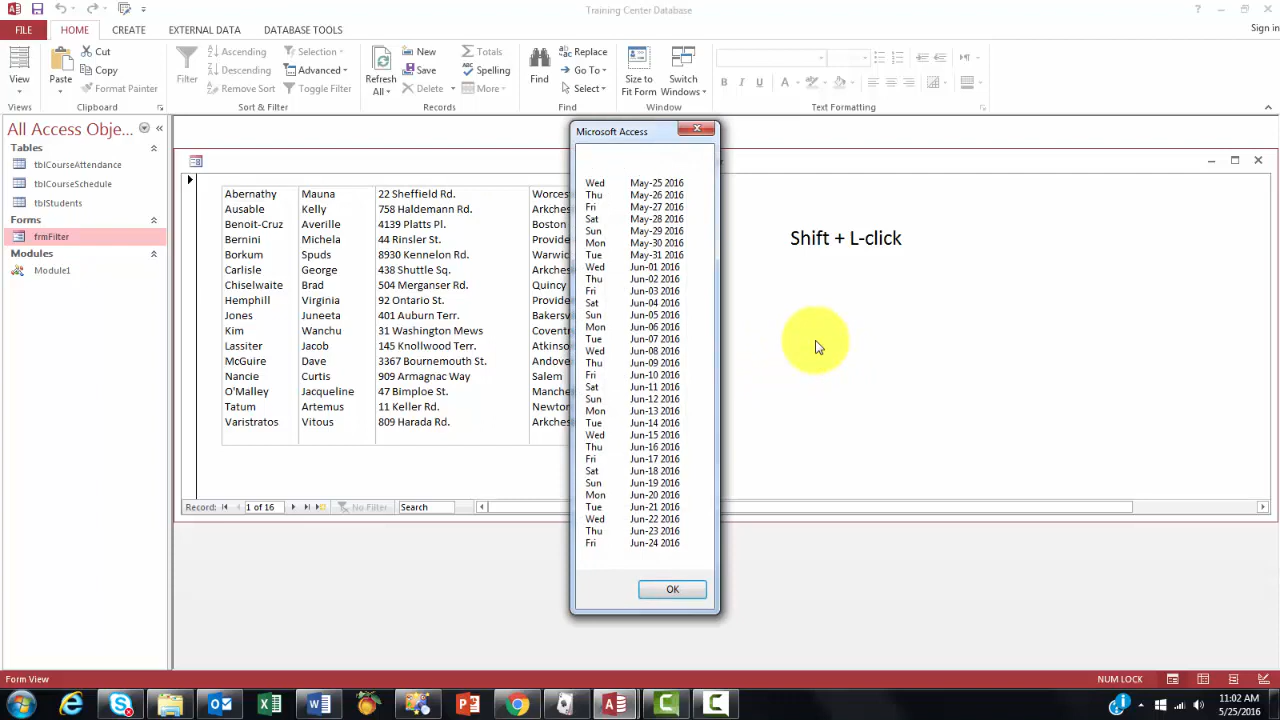 Training Center Database
Sign in
FILE HOME CREATE EXTERNAL DATA DATABASE TOOLS
View
Views
Paste
Cut
Copy
Format Painter
Clipboard
Filter
Ascending
Descending
Remove Sort
Selection
Advanced
Toggle Filter
Sort & Filter
Refresh
All
New
Save
Delete
Totals
Spelling
More
Records
Find
Replace
Go To
Select
Find
Size to
Fit Form
Switch
Windows
Window
B I U
A
Text Formatting
All Access Obje...
Tables
tblCourseAttendance
tblCourseSchedule
tblStudents
Forms
frmFilter
Modules
Module1
Abernathy Mauna 22 Sheffield Rd. Worces
Ausable Kelly 758 Haldemann Rd. Arkches
Benoit-Cruz Averille 4139 Platts Pl. Boston
Bernini Michela 44 Rinsler St. Provide
Borkum Spuds 8930 Kennelon Rd. Warwic
Carlisle George 438 Shuttle Sq. Arkches
Chiselwaite Brad 504 Merganser Rd. Quincy
Hemphill Virginia 92 Ontario St. Provide
Jones Juneeta 401 Auburn Terr. Bakersv
Kim Wanchu 31 Washington Mews Coventr
Lassiter Jacob 145 Knollwood Terr. Atkinso
McGuire Dave 3367 Bournemouth St. Andove
Nancie Curtis 909 Armagnac Way Salem
O'Malley Jacqueline 47 Bimploe St. Manche
Tatum Artemus 11 Keller Rd. Newton
Varistratos Vitous 809 Harada Rd. Arkches
Record: 1 of 16 No Filter Search
Microsoft Access
Wed May-25 2016
Thu May-26 2016
Fri May-27 2016
Sat May-28 2016
Sun May-29 2016
Mon May-30 2016
Tue May-31 2016
Wed Jun-01 2016
Thu Jun-02 2016
Fri Jun-03 2016
Sat Jun-04 2016
Sun Jun-05 2016
Mon Jun-06 2016
Tue Jun-07 2016
Wed Jun-08 2016
Thu Jun-09 2016
Fri Jun-10 2016
Sat Jun-11 2016
Sun Jun-12 2016
Mon Jun-13 2016
Tue Jun-14 2016
Wed Jun-15 2016
Thu Jun-16 2016
Fri Jun-17 2016
Sat Jun-18 2016
Sun Jun-19 2016
Mon Jun-20 2016
Tue Jun-21 2016
Wed Jun-22 2016
Thu Jun-23 2016
Fri Jun-24 2016
OK
Shift + L-click
Form View
NUM LOCK
11:02 AM
5/25/2016